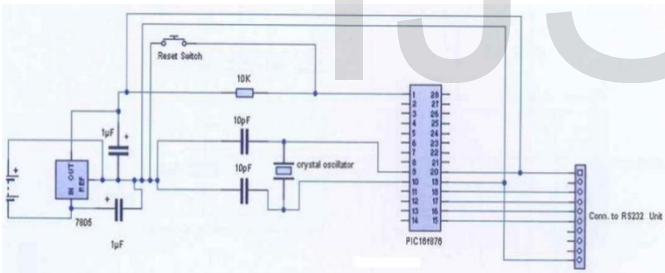 IJS
Reset Switch
10K
1 28
2 27
3 26
4 25
5 24
6 23
7 22
8 21
9 20
10 19
11 18
12 17
13 16
14 15
PIC16f876
10pF
10pF
crystal oscillator
1µF +
IN OUT
REF
7805
+
1µF
+
-
Conn. to RS232 Unit